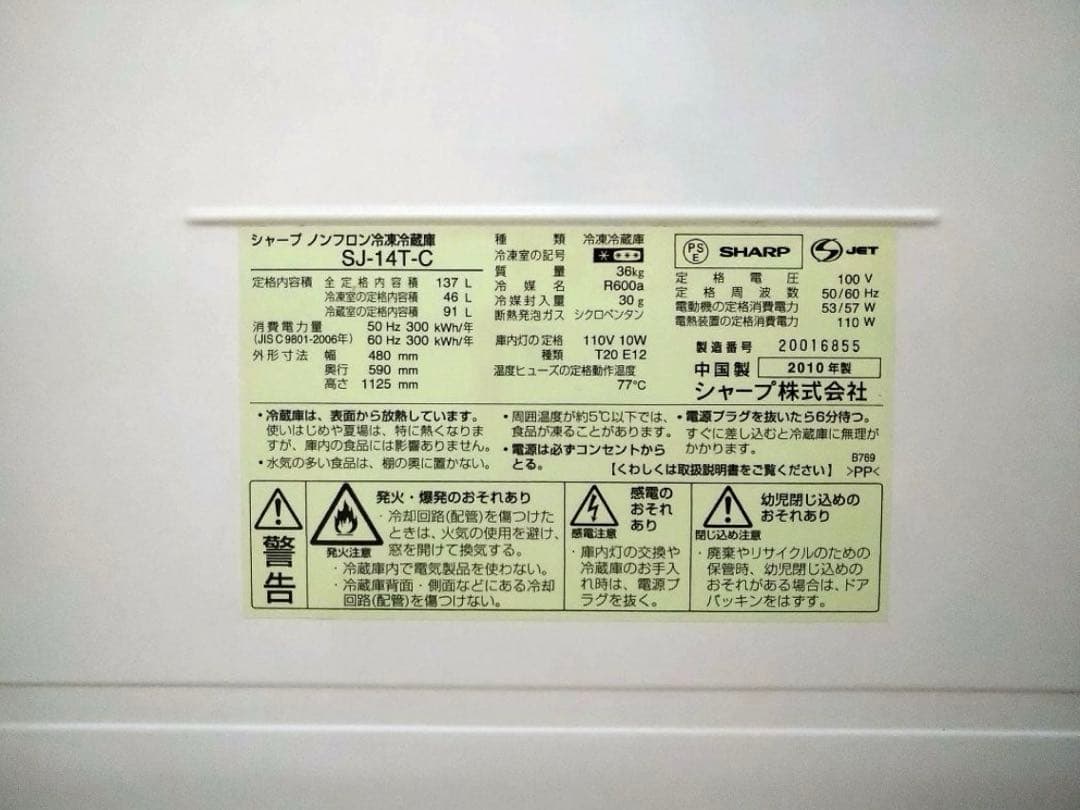 シャープ ノンフロン冷凍冷蔵庫
SJ-14T-C
定格内容積 全定格内容積 137 L
冷凍室の定格内容積 46 L
冷蔵室の定格内容積 91 L
消費電力量 50 Hz 300 kWh/年
(JIS C 9801-2006年) 60 Hz 300 kWh/年
外形寸法 幅 480 mm
奥行 590 mm
高さ 1125 mm
種類 冷凍冷蔵庫
冷凍室の記号
質量 36kg
冷媒名 R600a
冷媒封入量 30 g
断熱発泡ガス シクロペンタン
庫内灯の定格 110V 10W
種類 T20 E12
温度ヒューズの定格動作温度
77℃
PS E SHARP S JET
定格電圧 100 V
定格周波数 50/60 Hz
電動機の定格消費電力 53/57 W
電熱装置の定格消費電力 110 W
製造番号 20016855
中国製 2010年製
シャープ株式会社
・冷蔵庫は、表面から放熱しています。
使いはじめや夏場は、特に熱くなりま
すが、庫内の食品には影響ありません。
・水気の多い食品は、棚の奥に置かない。
・周囲温度が約5℃以下では、
食品が凍ることがあります。
・電源は必ずコンセントから
とる。
・電源プラグを抜いたら6分待つ。
すぐに差し込むと冷蔵庫に無理が
かかります。
B769
【くわしくは取扱説明書をご覧ください】 >PP<
警告
発火注意
発火・爆発のおそれあり
・冷却回路(配管)を傷つけた
ときは、火気の使用を避け、
窓を開けて換気する。
・冷蔵庫内で電気製品を使わない。
・冷蔵庫背面・側面などにある冷却
回路(配管)を傷つけない。
感電注意
感電の
おそれ
あり
・庫内灯の交換や
冷蔵庫のお手入
れ時は、電源プ
ラグを抜く。
閉じ込め注意
幼児閉じ込めの
おそれあり
・廃棄やリサイクルのための
保管時、幼児閉じ込めの
おそれがある場合は、ドア
パッキンをはずす。